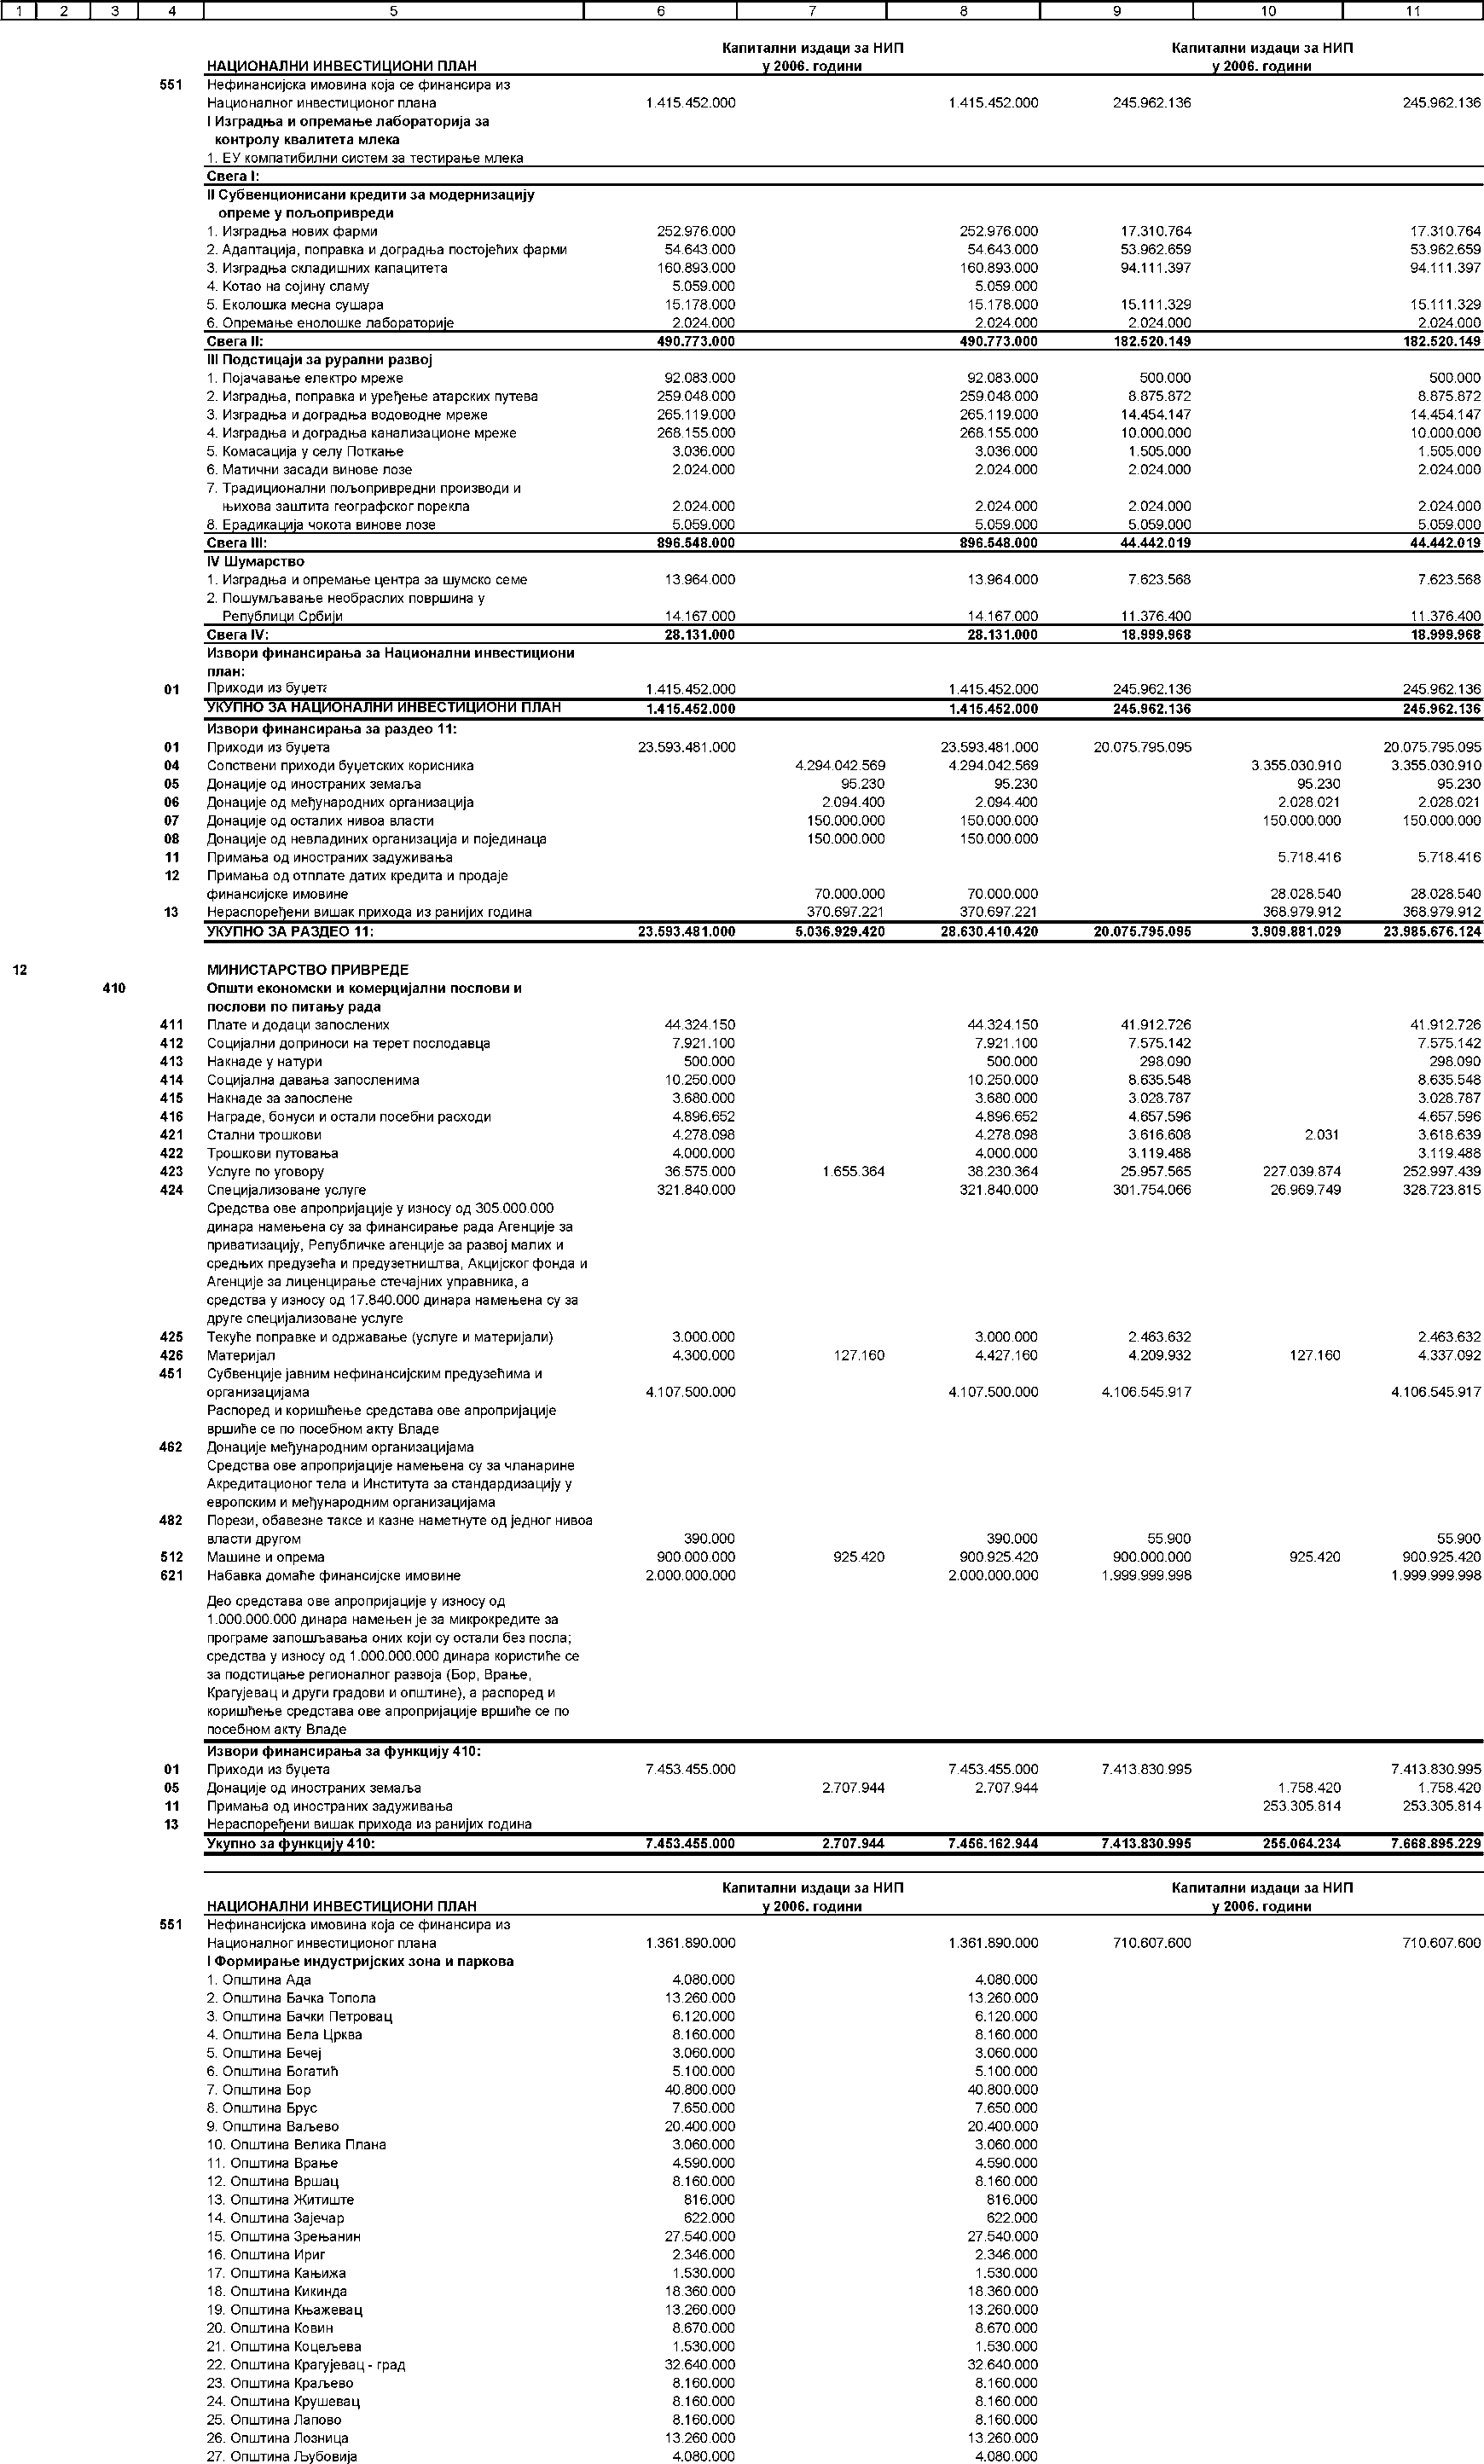 1 2 3 4 5 6 7 8 9 10 11
Капитални издаци за НИП Капитални издаци за НИП
НАЦИОНАЛНИ ИНВЕСТИЦИОНИ ПЛАН у 2006. години у 2006. години
551 Нефинансијска имовина која се финансира из
Националног инвестиционог плана 1.415.452.000 1.415.452.000 245.962.136 245.962.136
I Изградња и опремање лабораторија за
контролу квалитета млека
1. ЕУ компатибилни систем за тестирање млека
Свега I:
II Субвенционисани кредити за модернизацију
опреме у пољопривреди
1. Изградња нових фарми 252.976.000 252.976.000 17.310.764 17.310.764
2. Адаптација, поправка и доградња постојећих фарми 54.643.000 54.643.000 53.962.659 53.962.659
3. Изградња складишних капацитета 160.893.000 160.893.000 94.111.397 94.111.397
4. Котао на сојину сламу 5.059.000 5.059.000
5. Еколошка месна сушара 15.178.000 15.178.000 15.111.329 15.111.329
6. Опремање енолошке лабораторије 2.024.000 2.024.000 2.024.000 2.024.000
Свега II: 490.773.000 490.773.000 182.520.149 182.520.149
III Подстицаји за рурални развој
1. Појачавање електро мреже 92.083.000 92.083.000 500.000 500.000
2. Изградња, поправка и уређење атарских путева 259.048.000 259.048.000 8.875.872 8.875.872
3. Изградња и доградња водоводне мреже 265.119.000 265.119.000 14.454.147 14.454.147
4. Изградња и доградња канализационе мреже 268.155.000 268.155.000 10.000.000 10.000.000
5. Комасација у селу Поткање 3.036.000 3.036.000 1.505.000 1.505.000
6. Матични засади винове лозе 2.024.000 2.024.000 2.024.000 2.024.000
7. Традиционални пољопривредни производи и
њихова заштита географског порекла 2.024.000 2.024.000 2.024.000 2.024.000
8. Ерадикација чокота винове лозе 5.059.000 5.059.000 5.059.000 5.059.000
Свега III: 896.548.000 896.548.000 44.442.019 44.442.019
IV Шумарство
1. Изградња и опремање центра за шумско семе 13.964.000 13.964.000 7.623.568 7.623.568
2. Пошумљавање необраслих површина у
Републици Србији 14.167.000 14.167.000 11.376.400 11.376.400
Свега IV: 28.131.000 28.131.000 18.999.968 18.999.968
Извори финансирања за Национални инвестициони
план:
01 Приходи из буџета 1.415.452.000 1.415.452.000 245.962.136 245.962.136
УКУПНО ЗА НАЦИОНАЛНИ ИНВЕСТИЦИОНИ ПЛАН 1.415.452.000 1.415.452.000 245.962.136 245.962.136
Извори финансирања за раздео 11:
01 Приходи из буџета 23.593.481.000 23.593.481.000 20.075.795.095 20.075.795.095
04 Сопствени приходи буџетских корисника 4.294.042.569 4.294.042.569 3.355.030.910 3.355.030.910
05 Донације од иностраних земаља 95.230 95.230 95.230 95.230
06 Донације од међународних организација 2.094.400 2.094.400 2.028.021 2.028.021
07 Донације од осталих нивоа власти 150.000.000 150.000.000 150.000.000 150.000.000
08 Донације од невладиних организација и појединаца 150.000.000 150.000.000
11 Примања од иностраних задуживања 5.718.416 5.718.416
12 Примања од отплате датих кредита и продаје
финансијске имовине 70.000.000 70.000.000 28.028.540 28.028.540
13 Нераспоређени вишак прихода из ранијих година 370.697.221 370.697.221 368.979.912 368.979.912
УКУПНО ЗА РАЗДЕО 11: 23.593.481.000 5.036.929.420 28.630.410.420 20.075.795.095 3.909.881.029 23.985.676.124
12 МИНИСТАРСТВО ПРИВРЕДЕ
410 Општи економски и комерцијални послови и
послови по питању рада
411 Плате и додаци запослених 44.324.150 44.324.150 41.912.726 41.912.726
412 Социјални доприноси на терет послодавца 7.921.100 7.921.100 7.575.142 7.575.142
413 Накнаде у натури 500.000 500.000 298.090 298.090
414 Социјална давања запосленима 10.250.000 10.250.000 8.635.548 8.635.548
415 Накнаде за запослене 3.680.000 3.680.000 3.028.787 3.028.787
416 Награде, бонуси и остали посебни расходи 4.896.652 4.896.652 4.657.596 4.657.596
421 Стални трошкови 4.278.098 4.278.098 3.616.608 2.031 3.618.639
422 Трошкови путовања 4.000.000 4.000.000 3.119.488 3.119.488
423 Услуге по уговору 36.575.000 1.655.364 38.230.364 25.957.565 227.039.874 252.997.439
424 Специјализоване услуге 321.840.000 321.840.000 301.754.066 26.969.749 328.723.815
Средства ове апропријације у износу од 305.000.000
динара намењена су за финансирање рада Агенције за
приватизацију, Републичке агенције за развој малих и
средњих предузећа и предузетништва, Акцијског фонда и
Агенције за лиценцирање стечајних управника, а
средства у износу од 17.840.000 динара намењена су за
друге специјализоване услуге
425 Текуће поправке и одржавање (услуге и материјали) 3.000.000 3.000.000 2.463.632 2.463.632
426 Материјал 4.300.000 127.160 4.427.160 4.209.932 127.160 4.337.092
451 Субвенције јавним нефинансијским предузећима и
организацијама 4.107.500.000 4.107.500.000 4.106.545.917 4.106.545.917
Распоред и коришћење средстава ове апропријације
вршиће се по посебном акту Владе
462 Донације међународним организацијама
Средства ове апропријације намењена су за чланарине
Акредитационог тела и Института за стандардизацију у
европским и међународним организацијама
482 Порези, обавезне таксе и казне наметнуте од једног нивоа
власти другом 390.000 390.000 55.900 55.900
512 Машине и опрема 900.000.000 925.420 900.925.420 900.000.000 925.420 900.925.420
621 Набавка домаће финансијске имовине 2.000.000.000 2.000.000.000 1.999.999.998 1.999.999.998
Део средстава ове апропријације у износу од
1.000.000.000 динара намењен је за микрокредите за
програме запошљавања оних који су остали без посла;
средства у износу од 1.000.000.000 динара користиће се
за подстицање регионалног развоја (Бор, Врање,
Крагујевац и други градови и општине), а распоред и
коришћење средстава ове апропријације вршиће се по
посебном акту Владе
Извори финансирања за функцију 410:
01 Приходи из буџета 7.453.455.000 7.453.455.000 7.413.830.995 7.413.830.995
05 Донације од иностраних земаља 2.707.944 2.707.944 1.758.420 1.758.420
11 Примања од иностраних задуживања 253.305.814 253.305.814
13 Нераспоређени вишак прихода из ранијих година
Укупно за функцију 410: 7.453.455.000 2.707.944 7.456.162.944 7.413.830.995 255.064.234 7.668.895.229
Капитални издаци за НИП Капитални издаци за НИП
НАЦИОНАЛНИ ИНВЕСТИЦИОНИ ПЛАН у 2006. години у 2006. години
551 Нефинансијска имовина која се финансира из
Националног инвестиционог плана 1.361.890.000 1.361.890.000 710.607.600 710.607.600
I Формирање индустријских зона и паркова
1. Општина Ада 4.080.000 4.080.000
2. Општина Бачка Топола 13.260.000 13.260.000
3. Општина Бачки Петровац 6.120.000 6.120.000
4. Општина Бела Црква 8.160.000 8.160.000
5. Општина Бечеј 3.060.000 3.060.000
6. Општина Богатић 5.100.000 5.100.000
7. Општина Бор 40.800.000 40.800.000
8. Општина Брус 7.650.000 7.650.000
9. Општина Ваљево 20.400.000 20.400.000
10. Општина Велика Плана 3.060.000 3.060.000
11. Општина Врање 4.590.000 4.590.000
12. Општина Вршац 8.160.000 8.160.000
13. Општина Житиште 816.000 816.000
14. Општина Зајечар 622.000 622.000
15. Општина Зрењанин 27.540.000 27.540.000
16. Општина Ириг 2.346.000 2.346.000
17. Општина Кањижа 1.530.000 1.530.000
18. Општина Кикинда 18.360.000 18.360.000
19. Општина Књажевац 13.260.000 13.260.000
20. Општина Ковин 8.670.000 8.670.000
21. Општина Коцељева 1.530.000 1.530.000
22. Општина Крагујевац - град 32.640.000 32.640.000
23. Општина Краљево 8.160.000 8.160.000
24. Општина Крушевац 8.160.000 8.160.000
25. Општина Лапово 8.160.000 8.160.000
26. Општина Лозница 13.260.000 13.260.000
27. Општина Љубовија 4.080.000 4.080.000